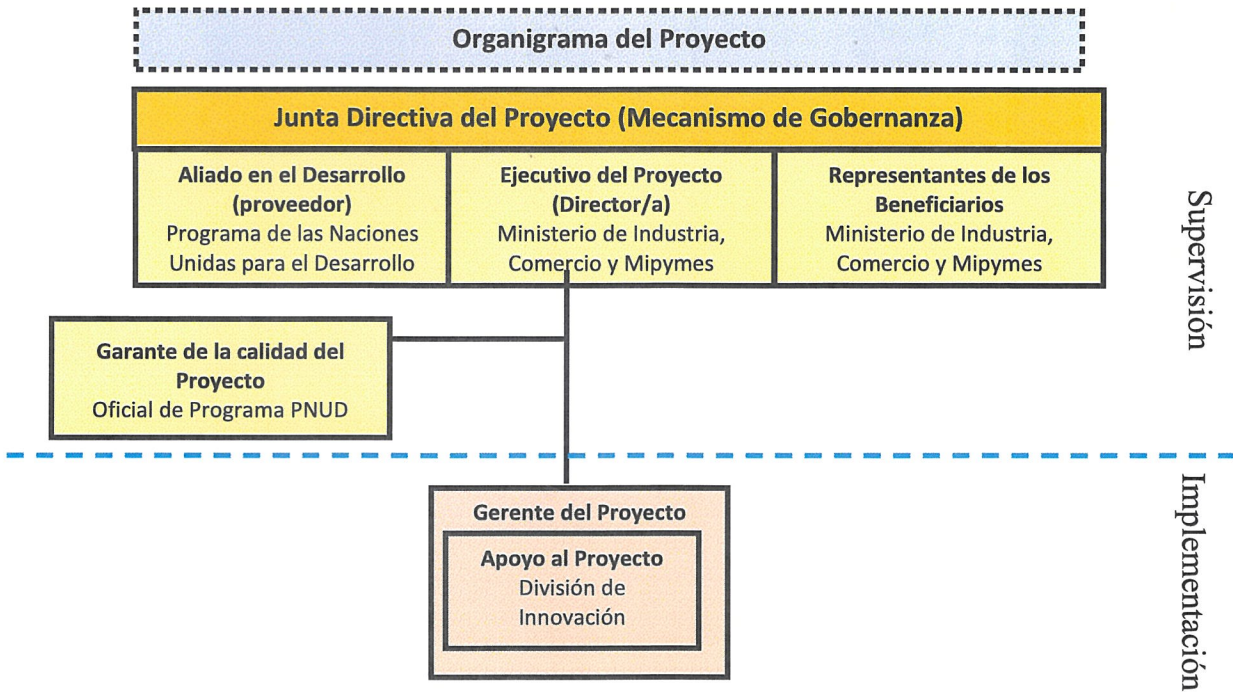 Organigrama del Proyecto
Junta Directiva del Proyecto (Mecanismo de Gobernanza)
Aliado en el Desarrollo
(proveedor)
Programa de las Naciones
Unidas para el Desarrollo
Ejecutivo del Proyecto
(Director/a)
Ministerio de Industria,
Comercio y Mipymes
Representantes de los
Beneficiarios
Ministerio de Industria,
Comercio y Mipymes
Supervisión
Garante de la calidad del
Proyecto
Oficial de Programa PNUD
Implementación
Gerente del Proyecto
Apoyo al Proyecto
División de
Innovación